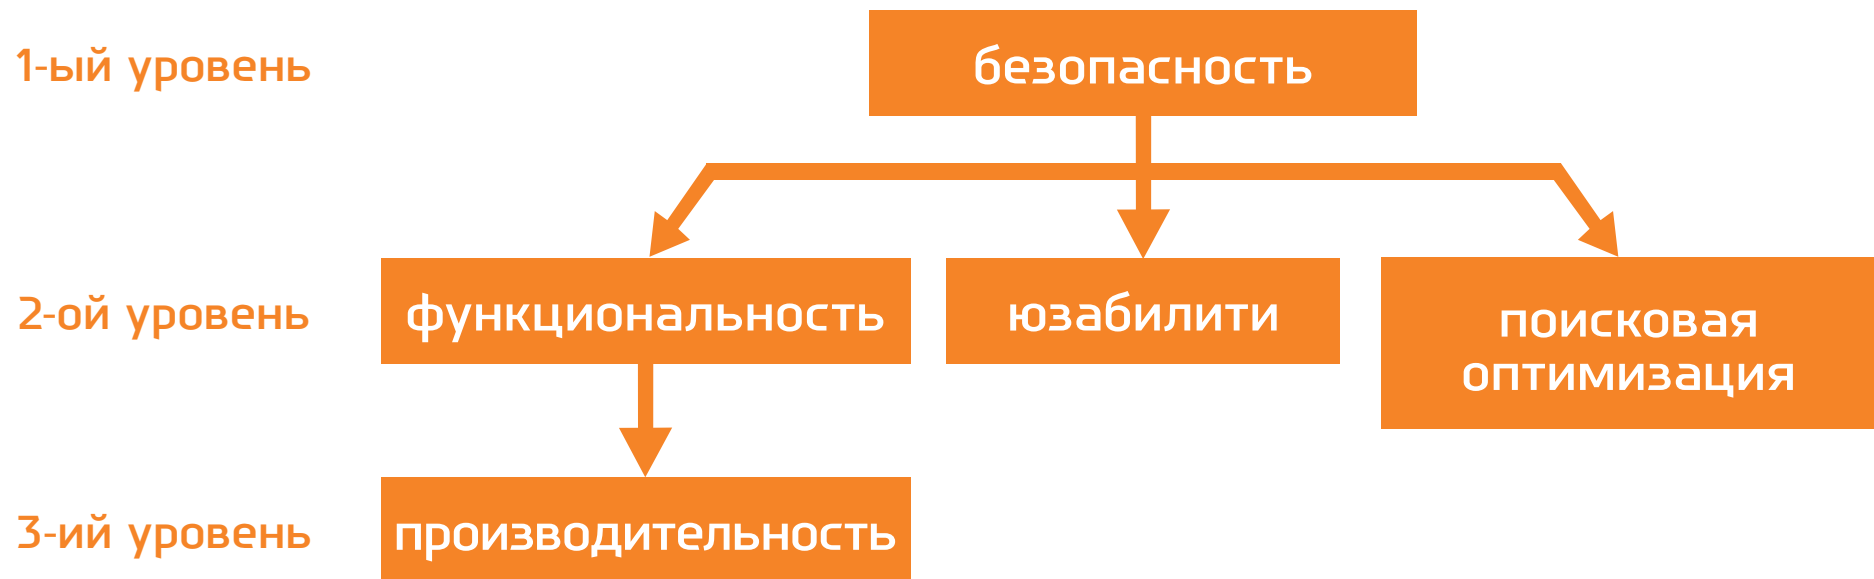 1-ый уровень
безопасность
2-ой уровень
функциональность
юзабилити
поисковая
оптимизация
3-ий уровень
производительность